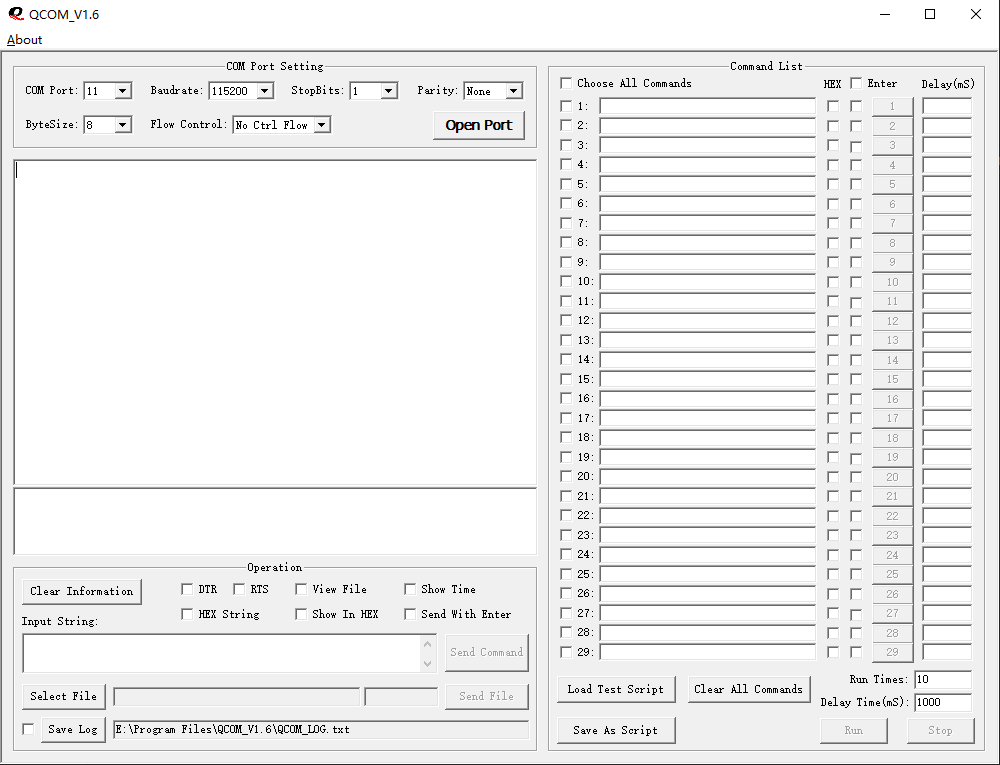 QCOM_V1.6
About
COM Port Setting
COM Port: 11 Baudrate: 115200 StopBits: 1 Parity: None
ByteSize: 8 Flow Control: No Ctrl Flow Open Port
Operation
Clear Information DTR RTS View File Show Time
HEX String Show In HEX Send With Enter
Input String:
Send Command
Select File Send File
Save Log E:\Program Files\QCOM_V1.6\QCOM_LOG.txt
Command List
Choose All Commands HEX Enter Delay(mS)
1: 1
2: 2
3: 3
4: 4
5: 5
6: 6
7: 7
8: 8
9: 9
10: 10
11: 11
12: 12
13: 13
14: 14
15: 15
16: 16
17: 17
18: 18
19: 19
20: 20
21: 21
22: 22
23: 23
24: 24
25: 25
26: 26
27: 27
28: 28
29: 29
Load Test Script Clear All Commands Run Times: 10
Delay Time(mS): 1000
Save As Script Run Stop